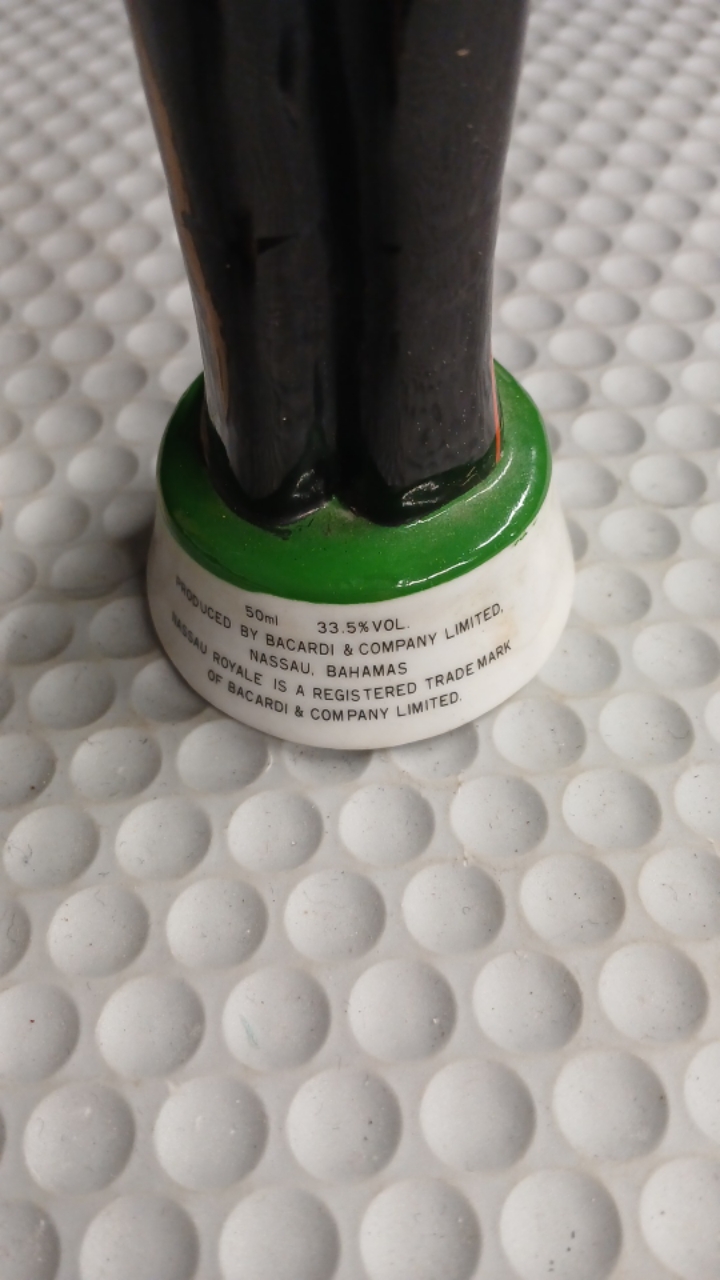 50ml 33.5%VOL.
PRODUCED BY BACARDI & COMPANY LIMITED,
NASSAU, BAHAMAS
NASSAU ROYALE IS A REGISTERED TRADE MARK
OF BACARDI & COMPANY LIMITED.